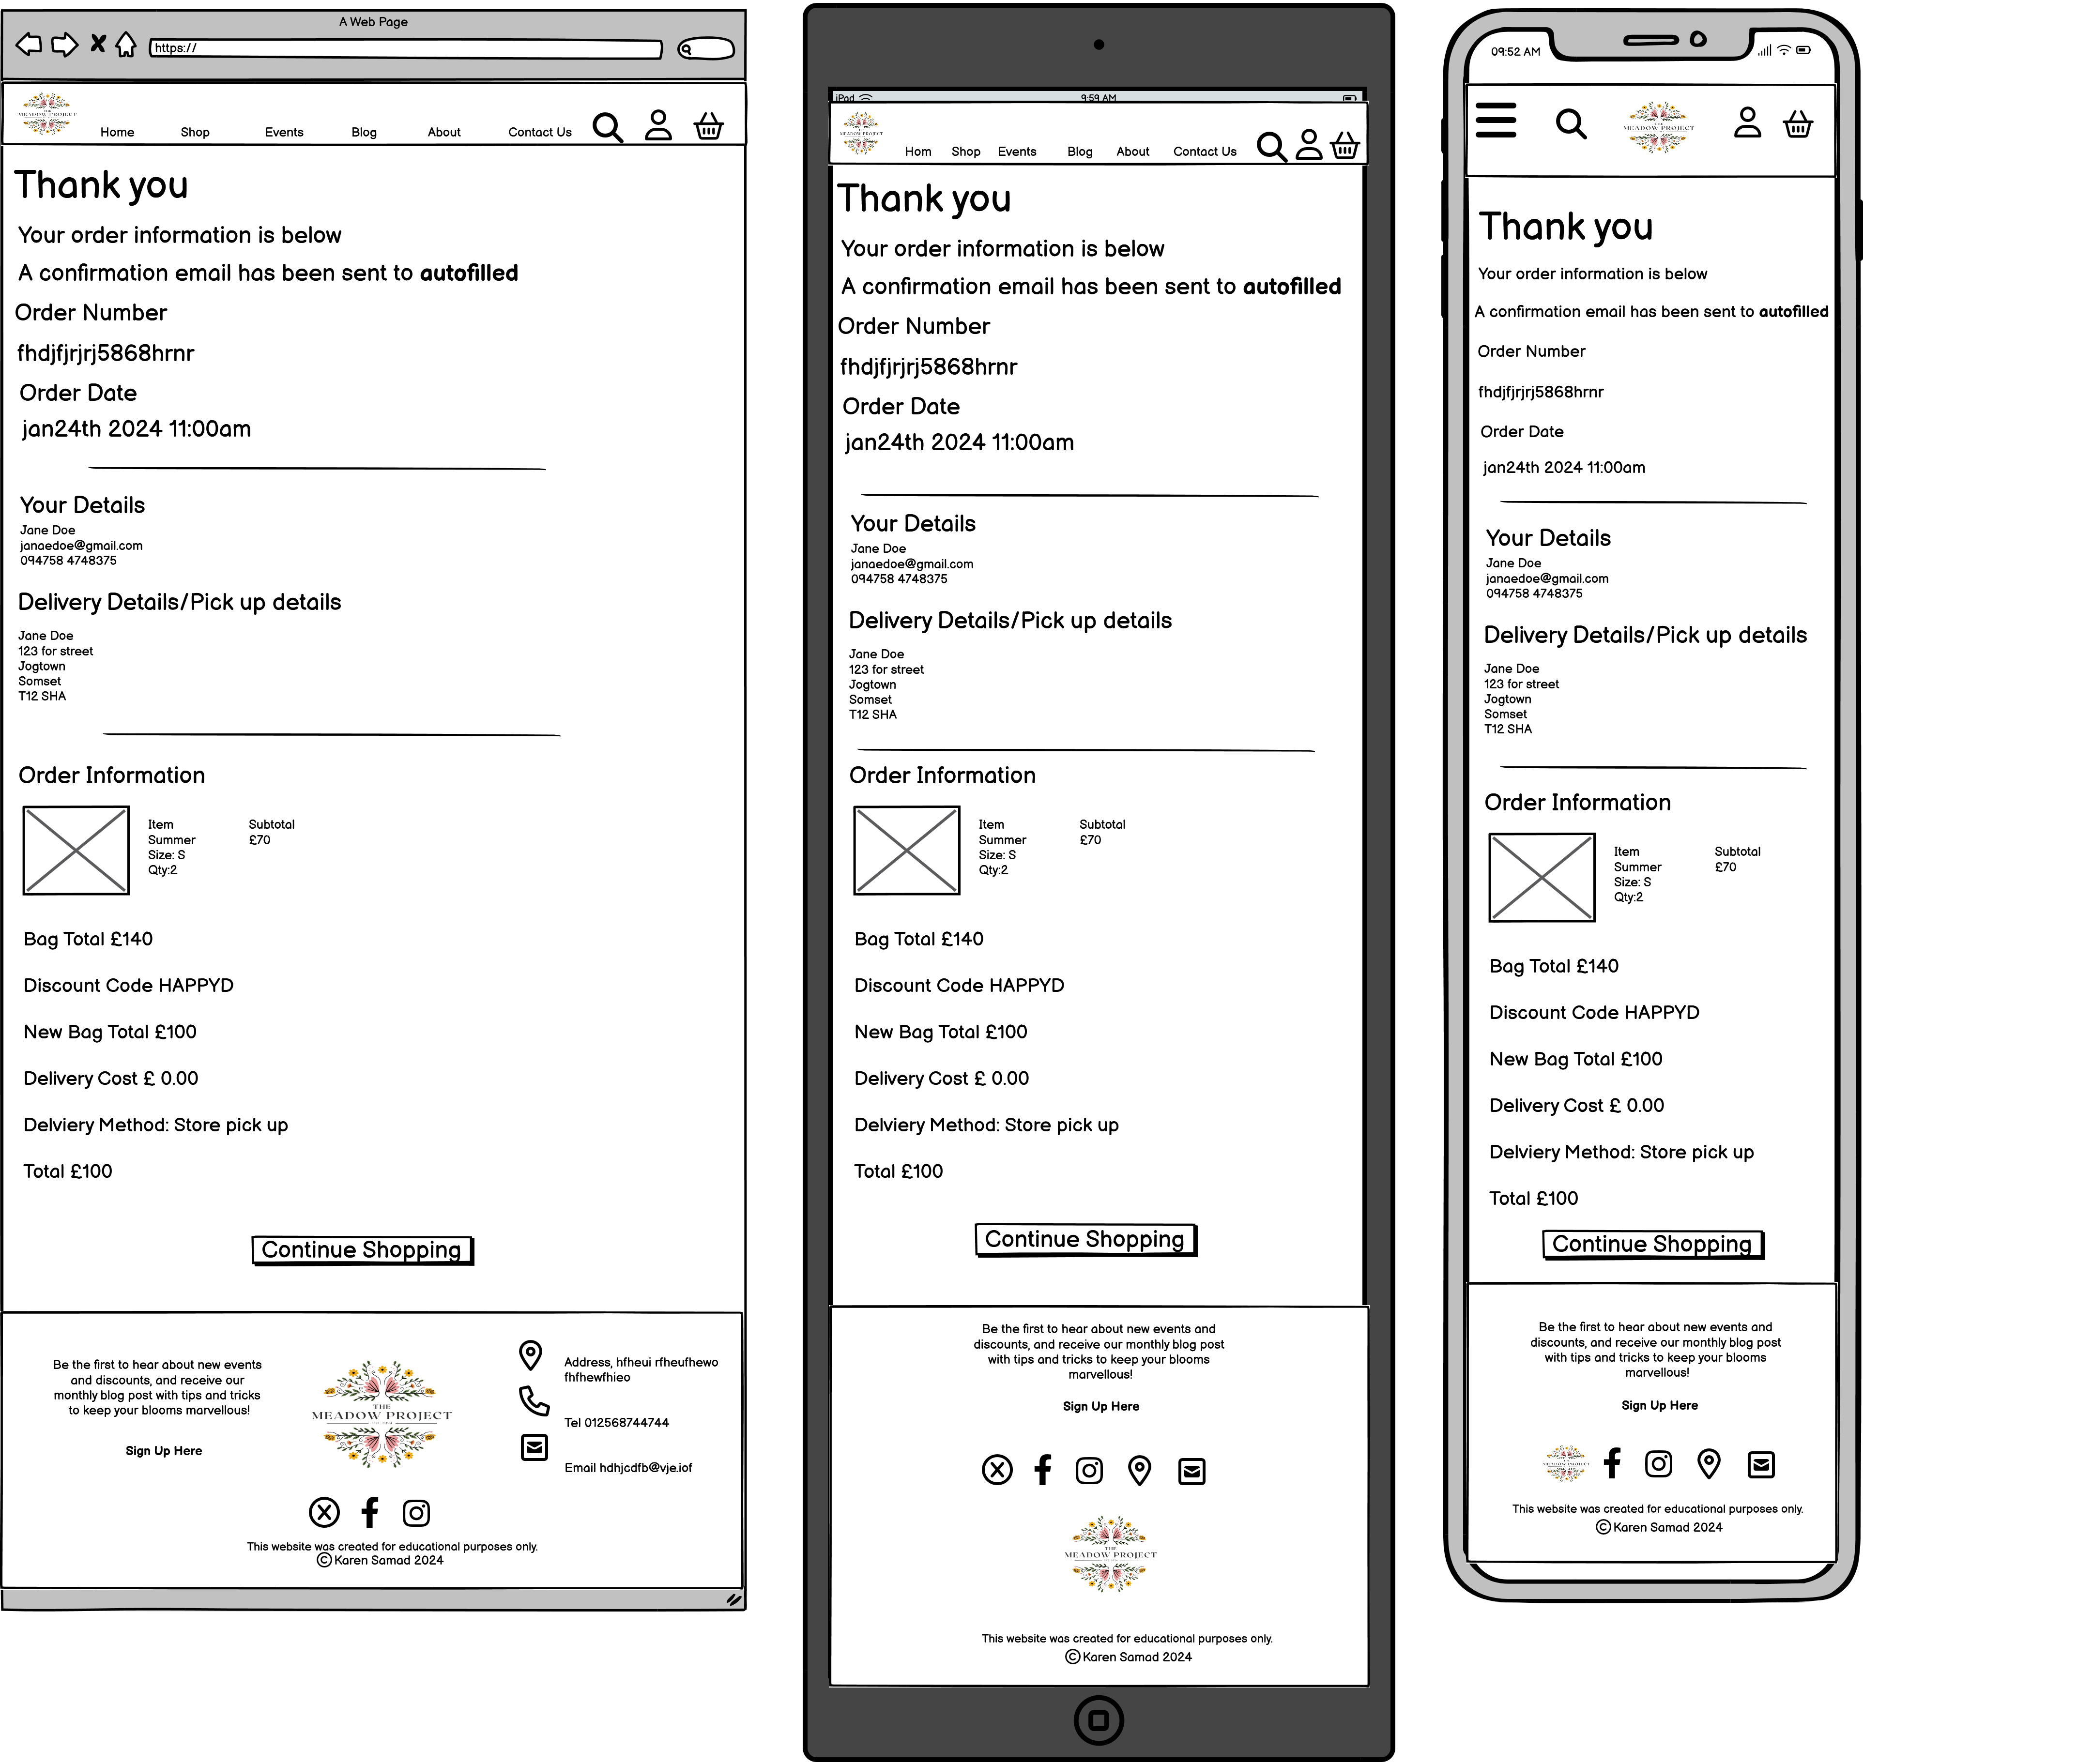 A Web Page
https://
THE
MEADOW PROJECT
Home Shop Events Blog About Contact Us
Thank you
Your order information is below
A confirmation email has been sent to autofilled
Order Number
fhdjfjrjrj5868hrnr
Order Date
jan24th 2024 11:00am
Your Details
Jane Doe
janaedoe@gmail.com
094758 4748375
Delivery Details/Pick up details
Jane Doe
123 for street
Jogtown
Somset
T12 SHA
Order Information
Item Subtotal
Summer £70
Size: S
Qty:2
Bag Total £140
Discount Code HAPPYD
New Bag Total £100
Delivery Cost £ 0.00
Delviery Method: Store pick up
Total £100
Continue Shopping
Be the first to hear about new events
and discounts, and receive our
monthly blog post with tips and tricks
to keep your blooms marvellous!
Sign Up Here
THE
MEADOW PROJECT
Address, hfheui rfheufhewo
fhfhewfhieo
Tel 012568744744
Email hdhjcdfb@vje.iof
This website was created for educational purposes only.
© Karen Samad 2024
iPad 9:59 AM
THE
MEADOW PROJECT
Hom Shop Events Blog About Contact Us
Thank you
Your order information is below
A confirmation email has been sent to autofilled
Order Number
fhdjfjrjrj5868hrnr
Order Date
jan24th 2024 11:00am
Your Details
Jane Doe
janaedoe@gmail.com
094758 4748375
Delivery Details/Pick up details
Jane Doe
123 for street
Jogtown
Somset
T12 SHA
Order Information
Item Subtotal
Summer £70
Size: S
Qty:2
Bag Total £140
Discount Code HAPPYD
New Bag Total £100
Delivery Cost £ 0.00
Delviery Method: Store pick up
Total £100
Continue Shopping
Be the first to hear about new events and
discounts, and receive our monthly blog post
with tips and tricks to keep your blooms
marvellous!
Sign Up Here
THE
MEADOW PROJECT
This website was created for educational purposes only.
© Karen Samad 2024
09:52 AM
THE
MEADOW PROJECT
Thank you
Your order information is below
A confirmation email has been sent to autofilled
Order Number
fhdjfjrjrj5868hrnr
Order Date
jan24th 2024 11:00am
Your Details
Jane Doe
janaedoe@gmail.com
094758 4748375
Delivery Details/Pick up details
Jane Doe
123 for street
Jogtown
Somset
T12 SHA
Order Information
Item Subtotal
Summer £70
Size: S
Qty:2
Bag Total £140
Discount Code HAPPYD
New Bag Total £100
Delivery Cost £ 0.00
Delviery Method: Store pick up
Total £100
Continue Shopping
Be the first to hear about new events and
discounts, and receive our monthly blog post
with tips and tricks to keep your blooms
marvellous!
Sign Up Here
MEADOW PROJECT
This website was created for educational purposes only.
© Karen Samad 2024